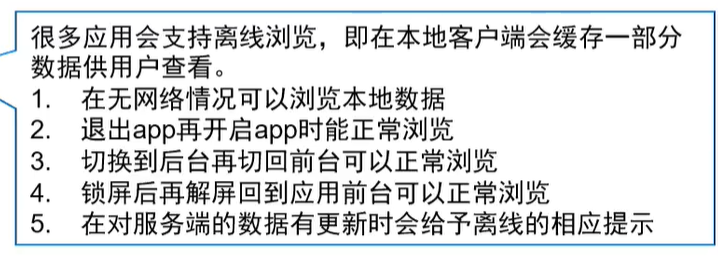 很多应用会支持离线浏览，即在本地客户端会缓存一部分
数据供用户查看。
1. 在无网络情况可以浏览本地数据
2. 退出app再开启app时能正常浏览
3. 切换到后台再切回前台可以正常浏览
4. 锁屏后再解屏回到应用前台可以正常浏览
5. 在对服务端的数据有更新时会给予离线的相应提示